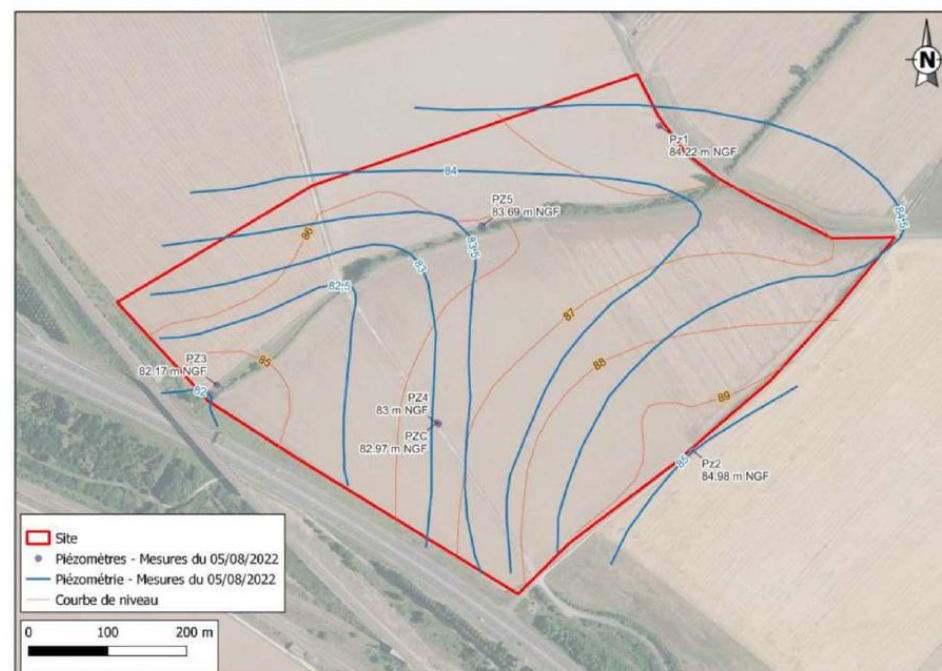 N
Pz1
84.22 m NGF
84
PZ5
83.69 m NGF
84.5
86
83.5
83
82.5
87
85
88
PZ3
82.17 m NGF
82
89
PZ4
83 m NGF
PZC
82.97 m NGF
85
Pz2
84.98 m NGF
Site
Piézomètres - Mesures du 05/08/2022
Piézométrie - Mesures du 05/08/2022
Courbe de niveau
0 100 200 m